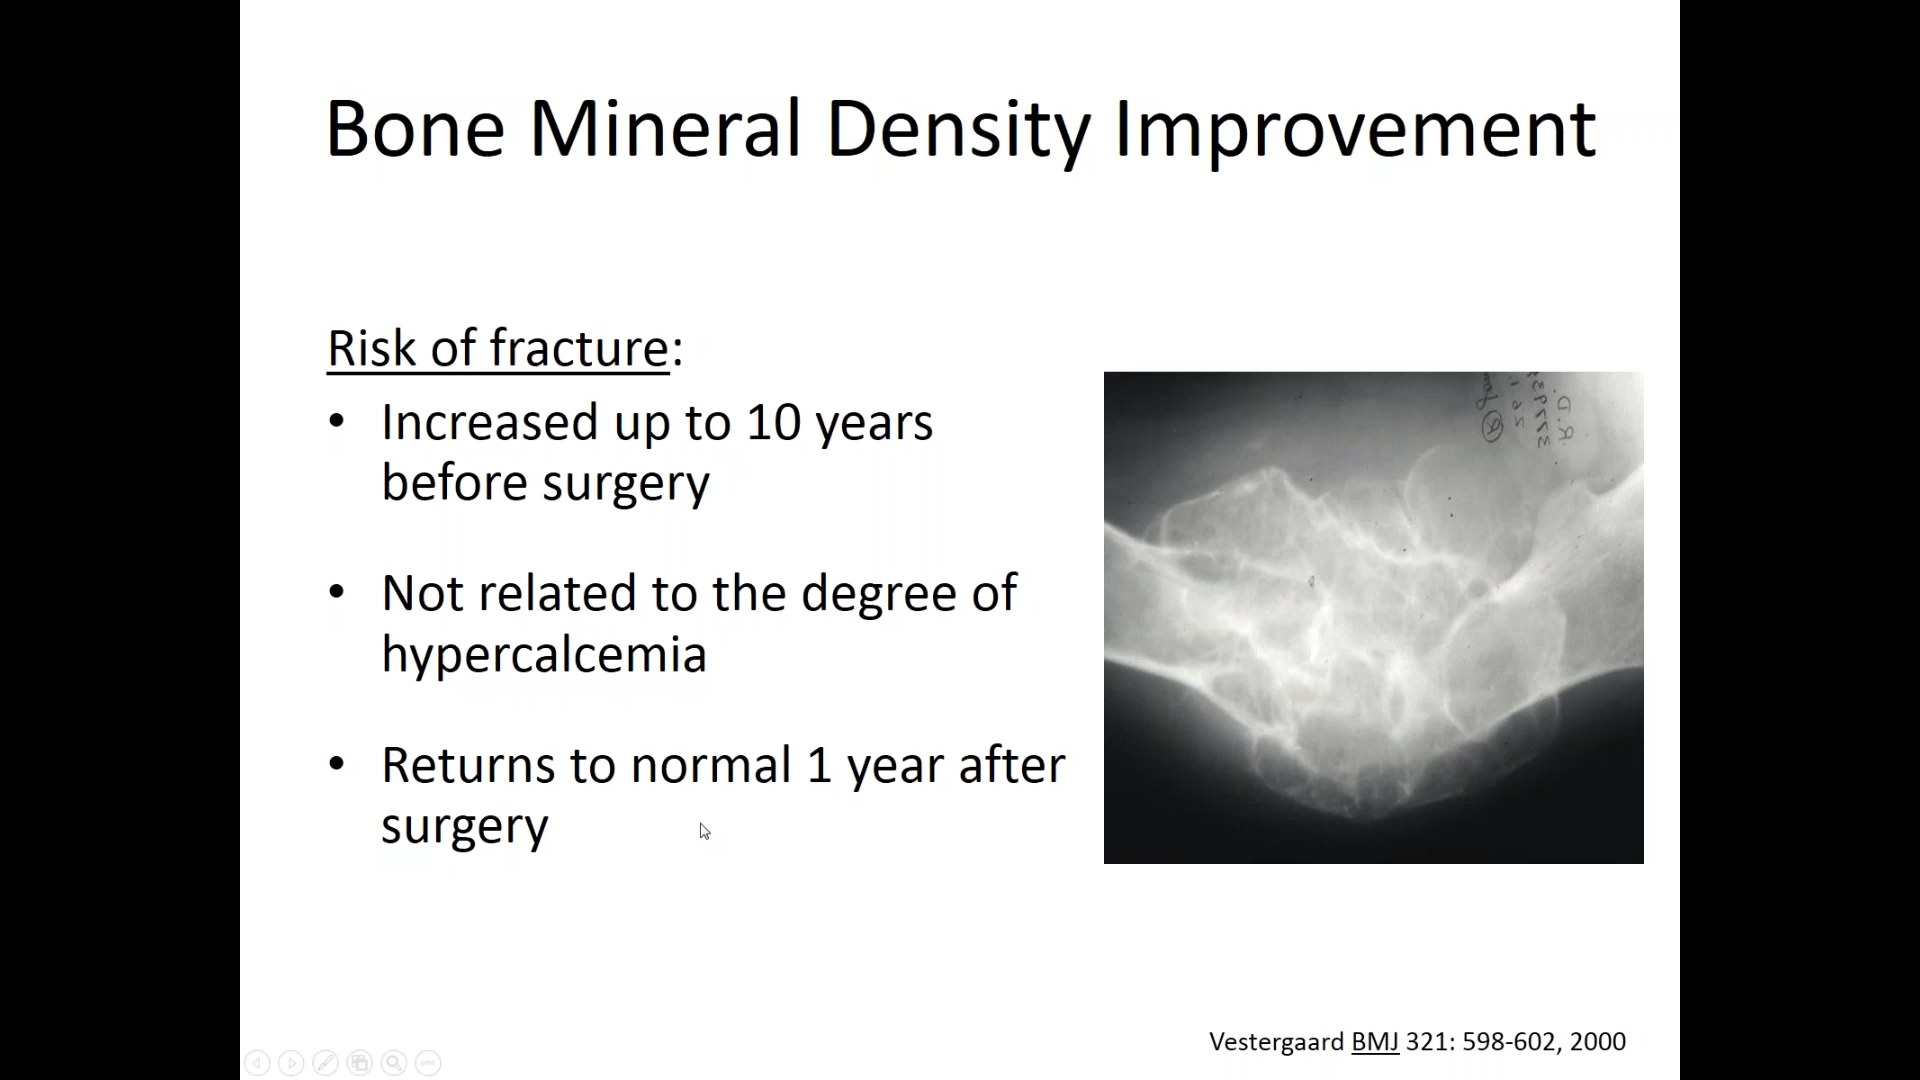 Bone Mineral Density Improvement
Risk of fracture:
• Increased up to 10 years
before surgery
• Not related to the degree of
hypercalcemia
• Returns to normal 1 year after
surgery
Vestergaard BMJ 321: 598-602, 2000